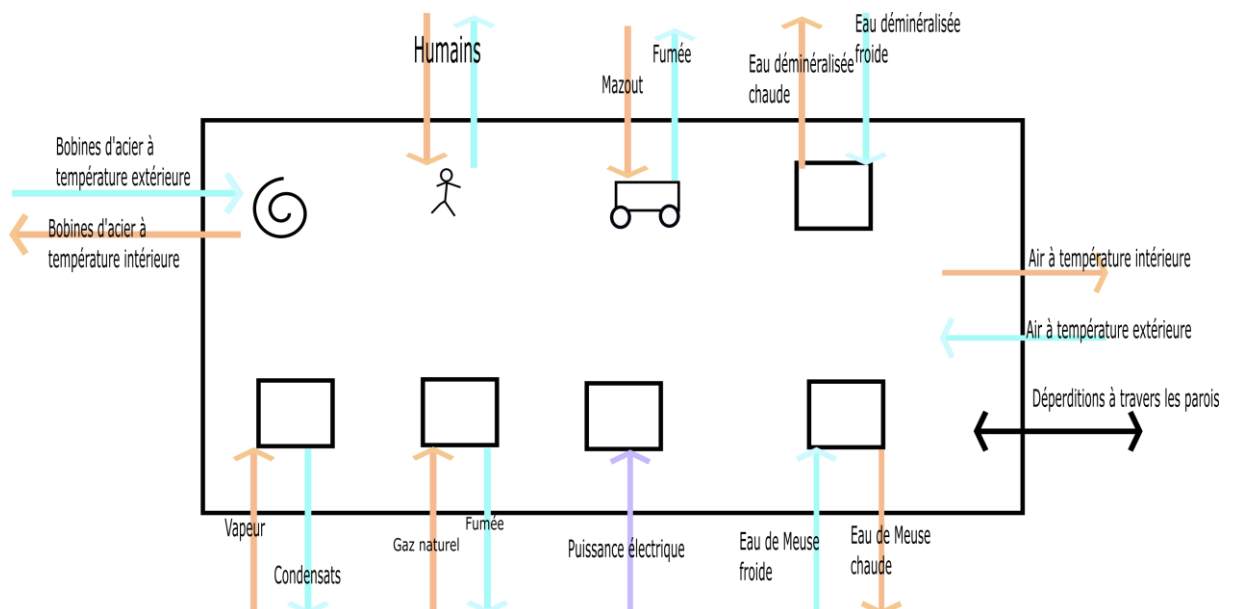 Humains
Mazout
Fumée
Eau déminéralisée
chaude
Eau déminéralisée
froide
Bobines d'acier à
température extérieure
Bobines d'acier à
température intérieure
Air à température intérieure
Air à température extérieure
Déperditions à travers les parois
Vapeur
Condensats
Gaz naturel
Fumée
Puissance électrique
Eau de Meuse
froide
Eau de Meuse
chaude